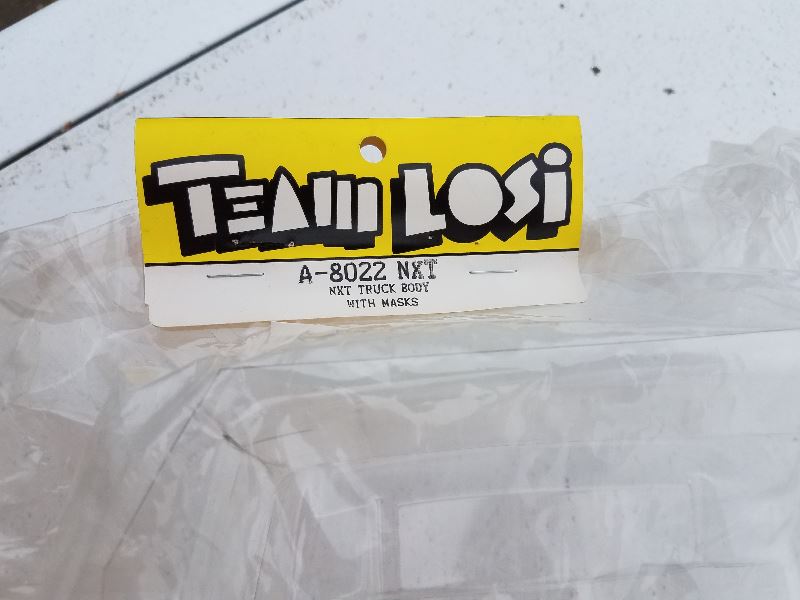 TEAM LOSi
A-8022 NXT
NXT TRUCK BODY
WITH MASKS